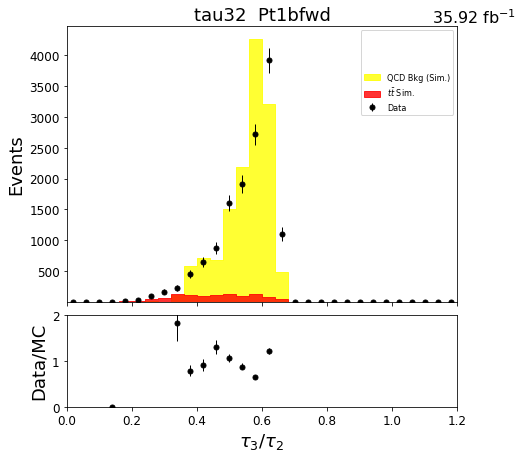 tau32 Pt1bfwd
35.92 fb⁻¹
QCD Bkg (Sim.)
tt̄ Sim.
Data
Events
4000
3500
3000
2500
2000
1500
1000
500
Data/MC
2
1
0
0.0 0.2 0.4 0.6 0.8 1.0 1.2
τ₃/τ₂